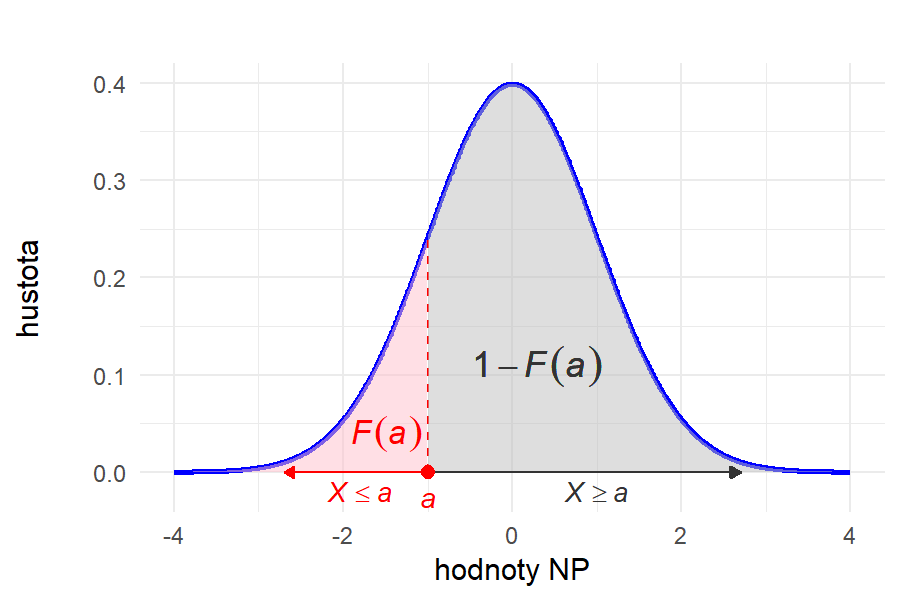 0.4
0.3
0.2
0.1
0.0
hustota
1 – F(a)
F(a)
X ≤ a
a
X ≥ a
-4 -2 0 2 4
hodnoty NP